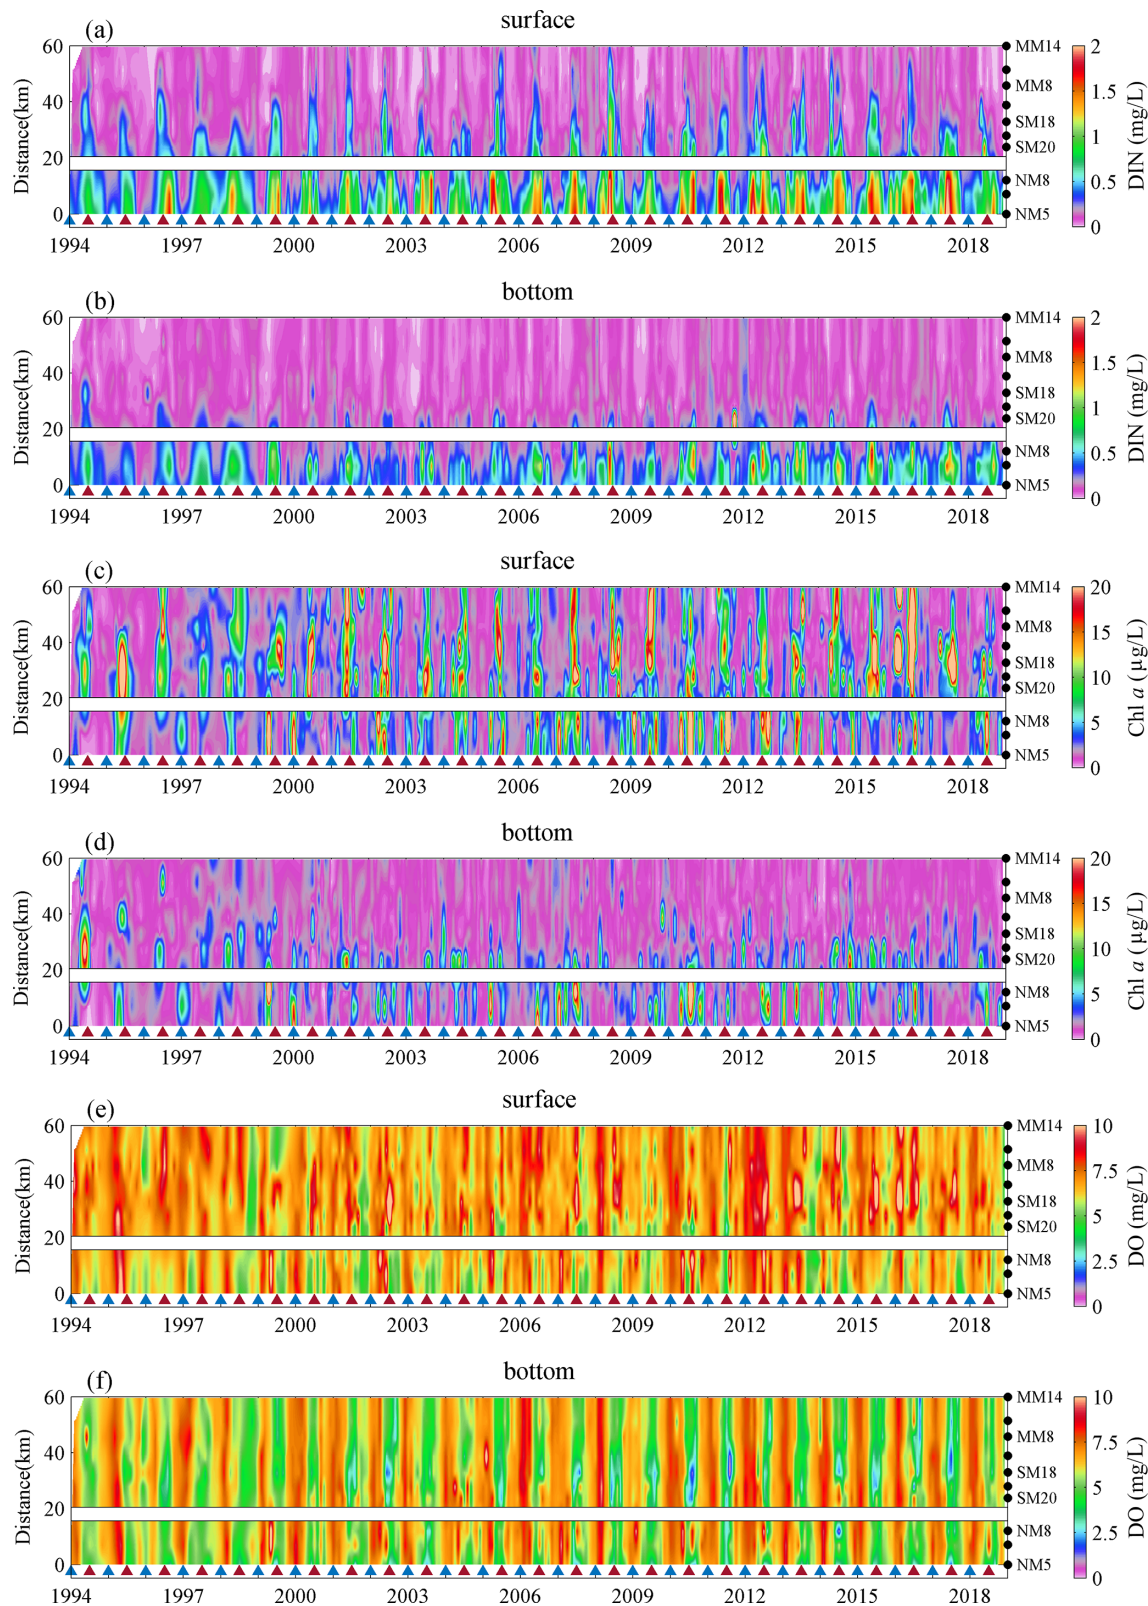 surface
(a)
60
40
20
0
Distance(km)
1994 1997 2000 2003 2006 2009 2012 2015 2018
MM14
MM8
SM18
SM20
NM8
NM5
2
1.5
1
0.5
0
DIN (mg/L)
bottom
(b)
60
40
20
0
Distance(km)
1994 1997 2000 2003 2006 2009 2012 2015 2018
MM14
MM8
SM18
SM20
NM8
NM5
2
1.5
1
0.5
0
DIN (mg/L)
surface
(c)
60
40
20
0
Distance(km)
1994 1997 2000 2003 2006 2009 2012 2015 2018
MM14
MM8
SM18
SM20
NM8
NM5
20
15
10
5
0
Chl a (μg/L)
bottom
(d)
60
40
20
0
Distance(km)
1994 1997 2000 2003 2006 2009 2012 2015 2018
MM14
MM8
SM18
SM20
NM8
NM5
20
15
10
5
0
Chl a (μg/L)
surface
(e)
60
40
20
0
Distance(km)
1994 1997 2000 2003 2006 2009 2012 2015 2018
MM14
MM8
SM18
SM20
NM8
NM5
10
7.5
5
2.5
0
DO (mg/L)
bottom
(f)
60
40
20
0
Distance(km)
1994 1997 2000 2003 2006 2009 2012 2015 2018
MM14
MM8
SM18
SM20
NM8
NM5
10
7.5
5
2.5
0
DO (mg/L)